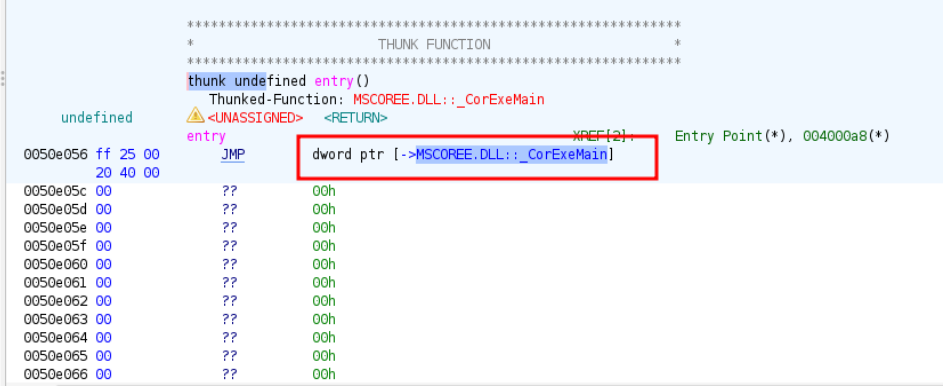 ******************************************************************
* THUNK FUNCTION *
******************************************************************
thunk undefined entry()
Thunked-Function: MSCOREE.DLL::_CorExeMain
undefined <UNASSIGNED> <RETURN>
entry XREF[2]: Entry Point(*), 004000a8(*)
0050e056 ff 25 00 JMP dword ptr [->MSCOREE.DLL::_CorExeMain]
20 40 00
0050e05c 00 ?? 00h
0050e05d 00 ?? 00h
0050e05e 00 ?? 00h
0050e05f 00 ?? 00h
0050e060 00 ?? 00h
0050e061 00 ?? 00h
0050e062 00 ?? 00h
0050e063 00 ?? 00h
0050e064 00 ?? 00h
0050e065 00 ?? 00h
0050e066 00 ?? 00h